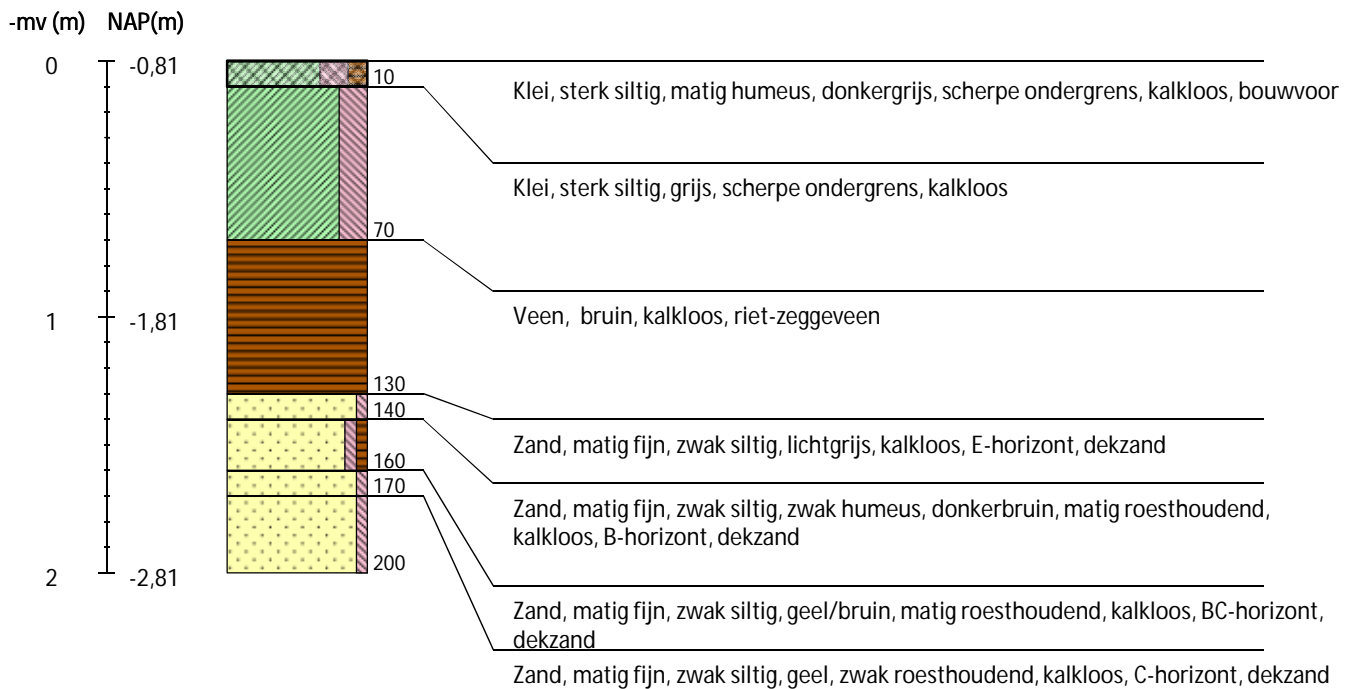 -mv (m) NAP(m)
0 -0,81
10
Klei, sterk siltig, matig humeus, donkergrijs, scherpe ondergrens, kalkloos, bouwvoor
Klei, sterk siltig, grijs, scherpe ondergrens, kalkloos
70
1 -1,81
Veen, bruin, kalkloos, riet-zeggeveen
130
140
Zand, matig fijn, zwak siltig, lichtgrijs, kalkloos, E-horizont, dekzand
160
170
Zand, matig fijn, zwak siltig, zwak humeus, donkerbruin, matig roesthoudend,
kalkloos, B-horizont, dekzand
200
2 -2,81
Zand, matig fijn, zwak siltig, geel/bruin, matig roesthoudend, kalkloos, BC-horizont,
dekzand
Zand, matig fijn, zwak siltig, geel, zwak roesthoudend, kalkloos, C-horizont, dekzand